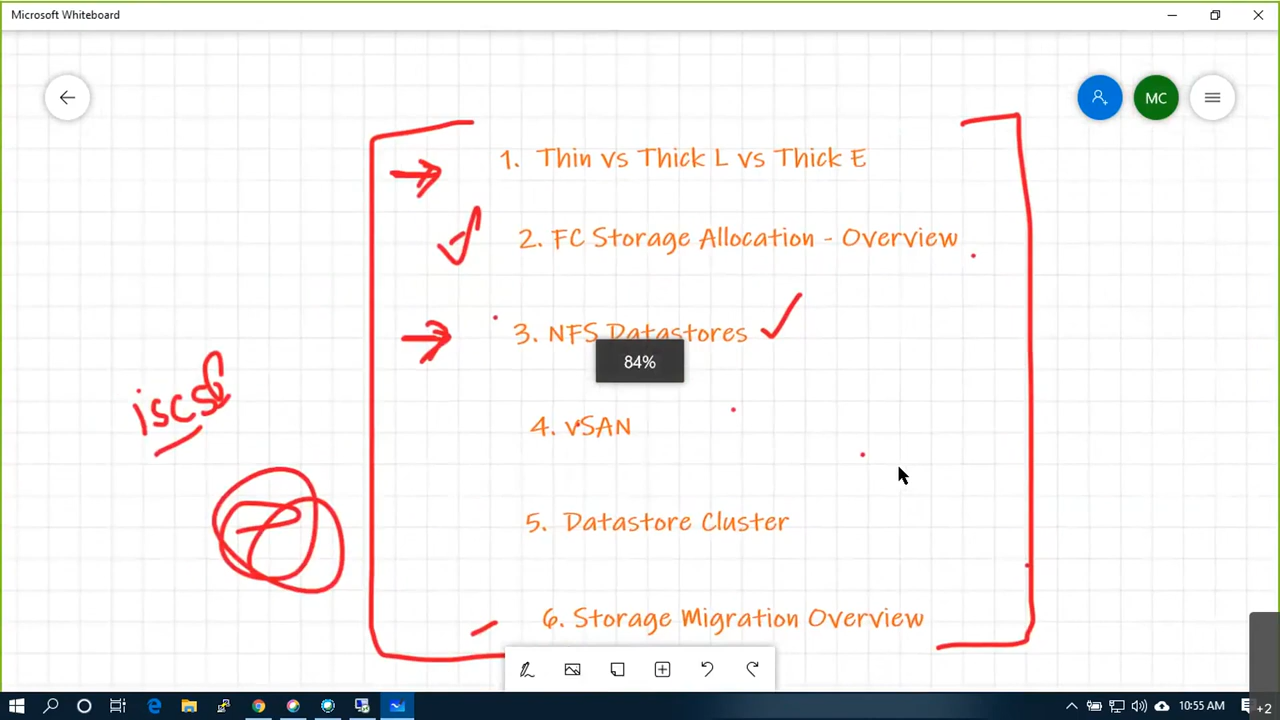 Microsoft Whiteboard
MC
1. Thin vs Thick L vs Thick E
2. FC Storage Allocation - Overview
3. NFS Datastores
84%
iscsi
4. vSAN
5. Datastore Cluster
6. Storage Migration Overview
10:55 AM
+2